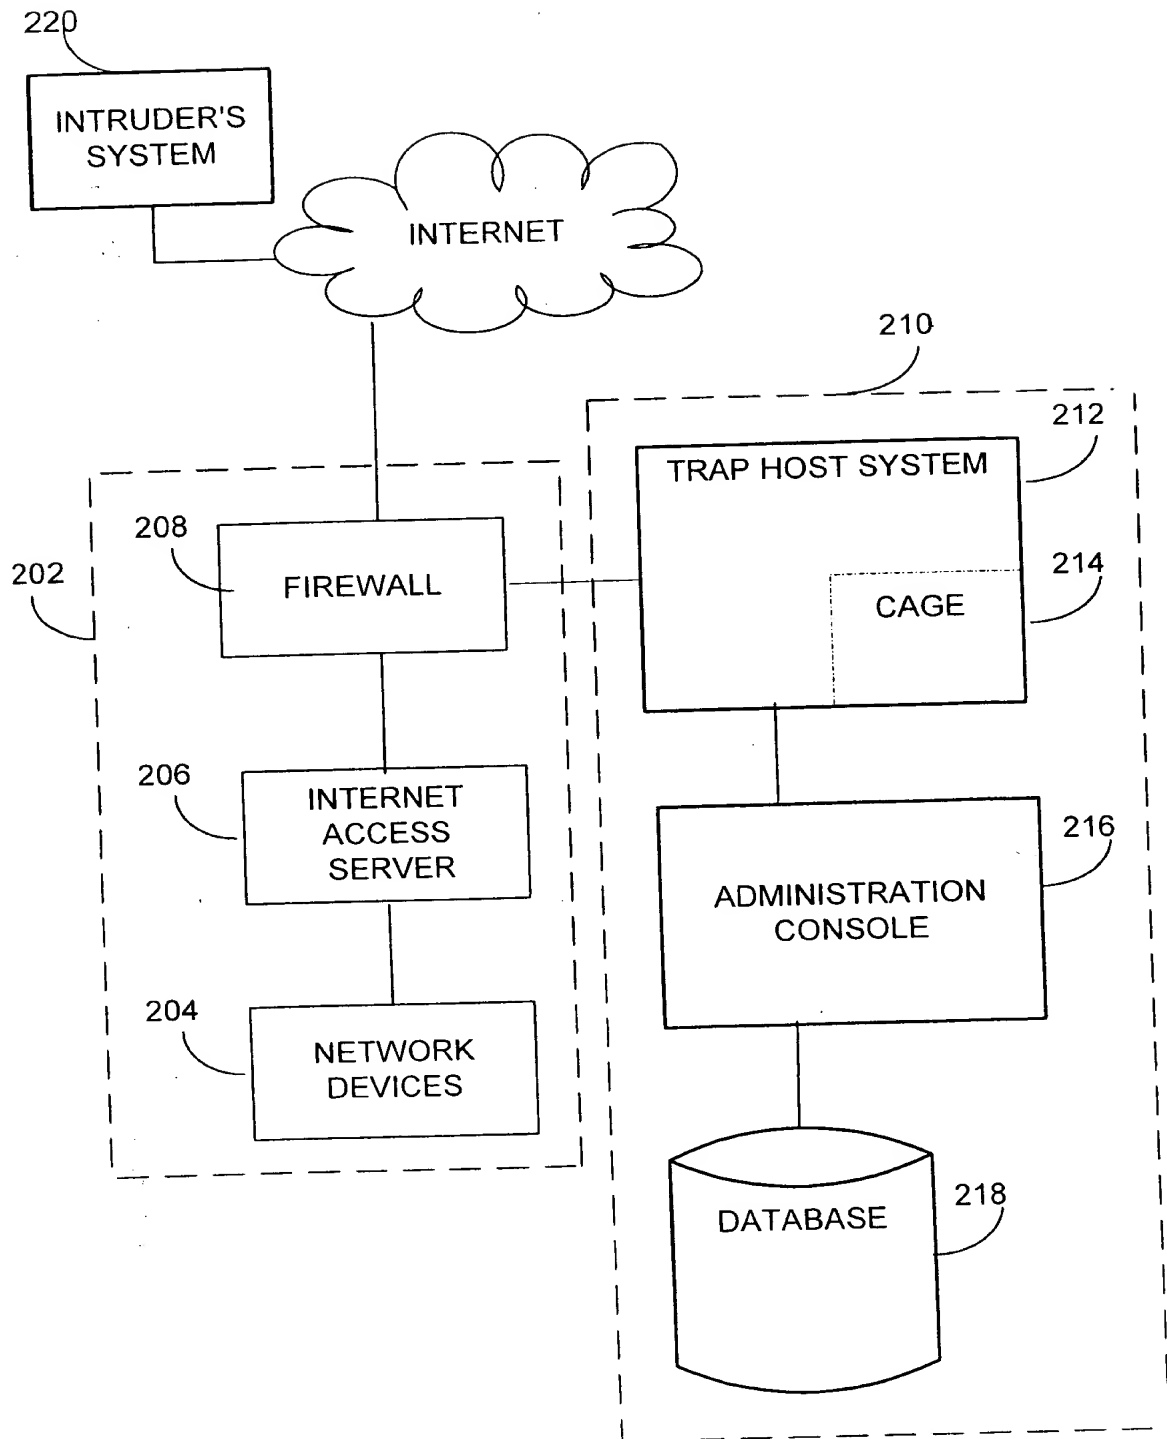 220
INTRUDER'S
SYSTEM
INTERNET
210
212
TRAP HOST SYSTEM
208
FIREWALL
202
214
CAGE
206
INTERNET
ACCESS
SERVER
216
ADMINISTRATION
CONSOLE
204
NETWORK
DEVICES
218
DATABASE